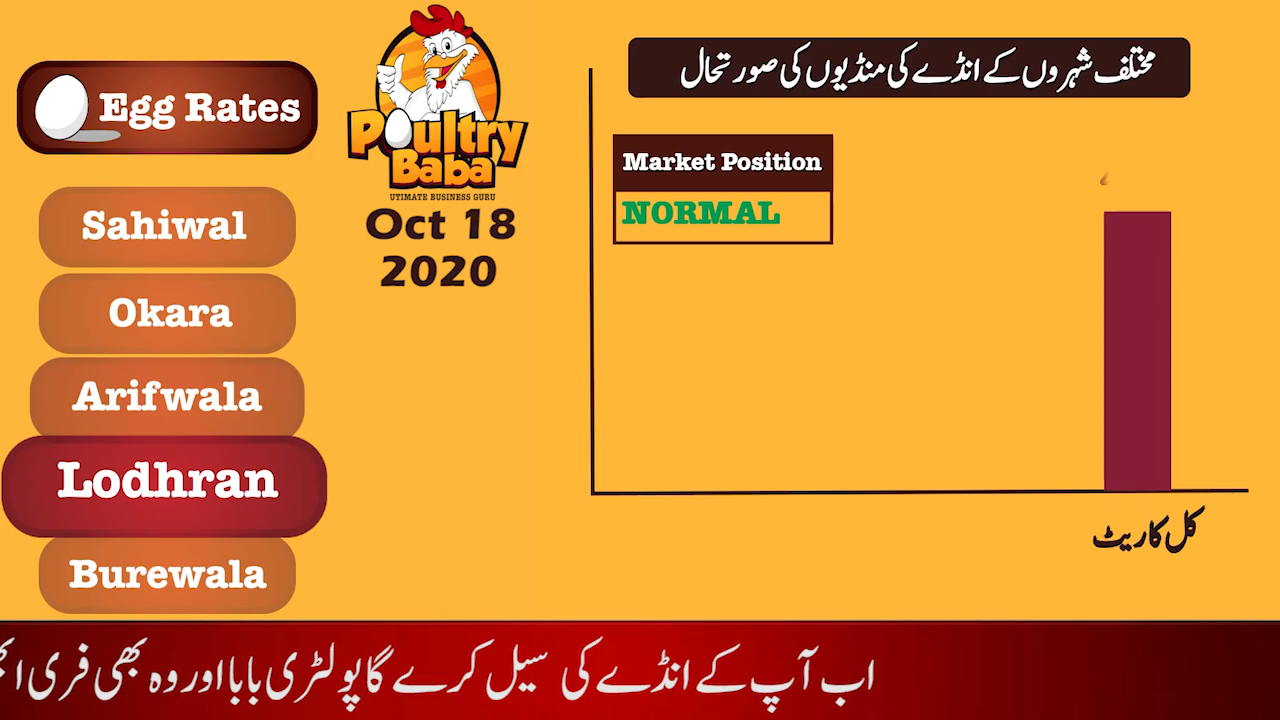 Egg Rates
Poultry
Baba
UTIMATE BUSINESS GURU
Oct 18
2020
مختلف شہروں کے انڈے کی منڈیوں کی صورتحال
Market Position
NORMAL
Sahiwal
Okara
Arifwala
Lodhran
Burewala
کل کا ریٹ
اب آپ کے انڈے کی سیل کرے گا پولٹری بابا اور وہ بھی فری